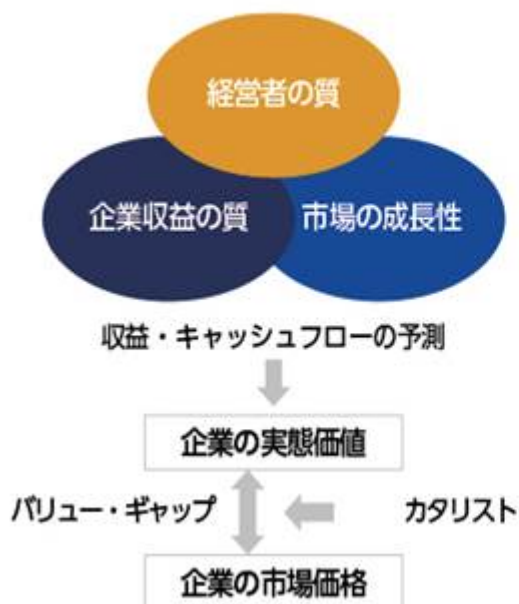 経営者の質
企業収益の質
市場の成長性
収益・キャッシュフローの予測
企業の実態価値
バリュー・ギャップ
カタリスト
企業の市場価格